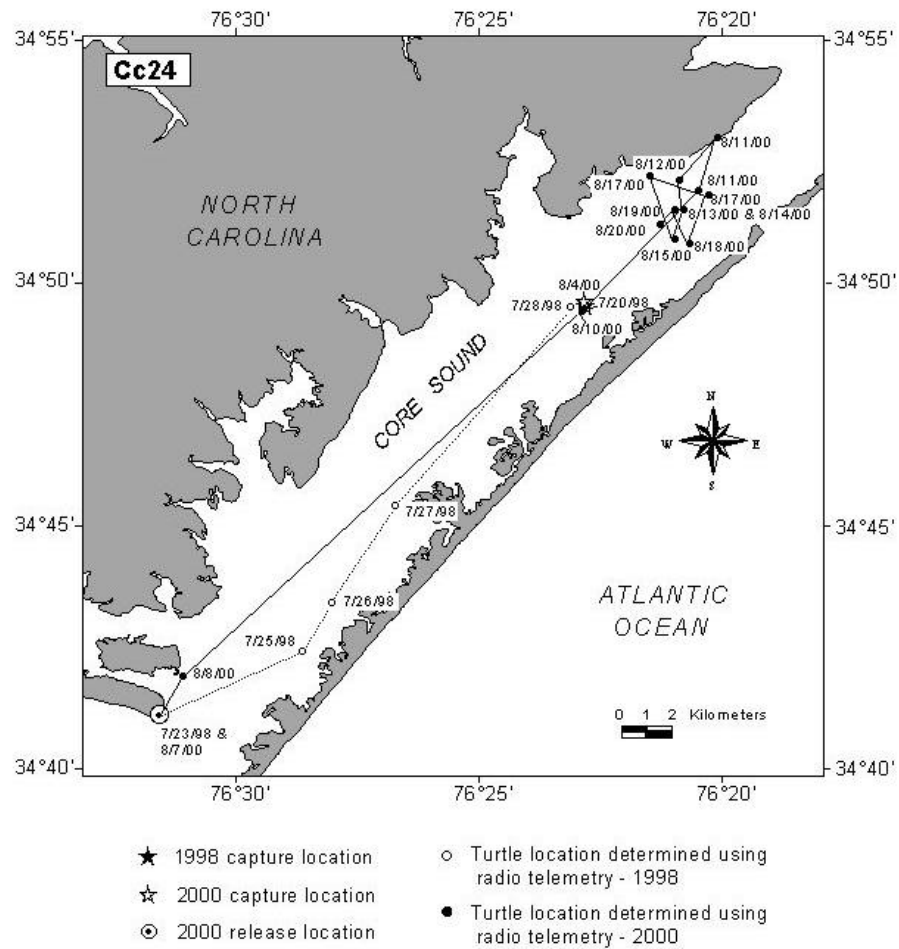 76°30' 76°25' 76°20'
34°55' 34°55'
Cc24
8/11/00
8/12/00
8/17/00 8/11/00
8/17/00
NORTH
CAROLINA
8/19/00 8/13/00 & 8/14/00
8/20/00
8/15/00 8/18/00
34°50' 34°50'
8/4/00
7/28/98 7/20/98
8/10/00
CORE SOUND
N
W E
S
7/27/98
34°45' 34°45'
7/26/98
ATLANTIC
OCEAN
7/25/98
8/8/00
0 1 2 Kilometers
7/23/98 &
8/7/00
34°40' 34°40'
76°30' 76°25' 76°20'
1998 capture location
2000 capture location
2000 release location
Turtle location determined using
radio telemetry - 1998
Turtle location determined using
radio telemetry - 2000